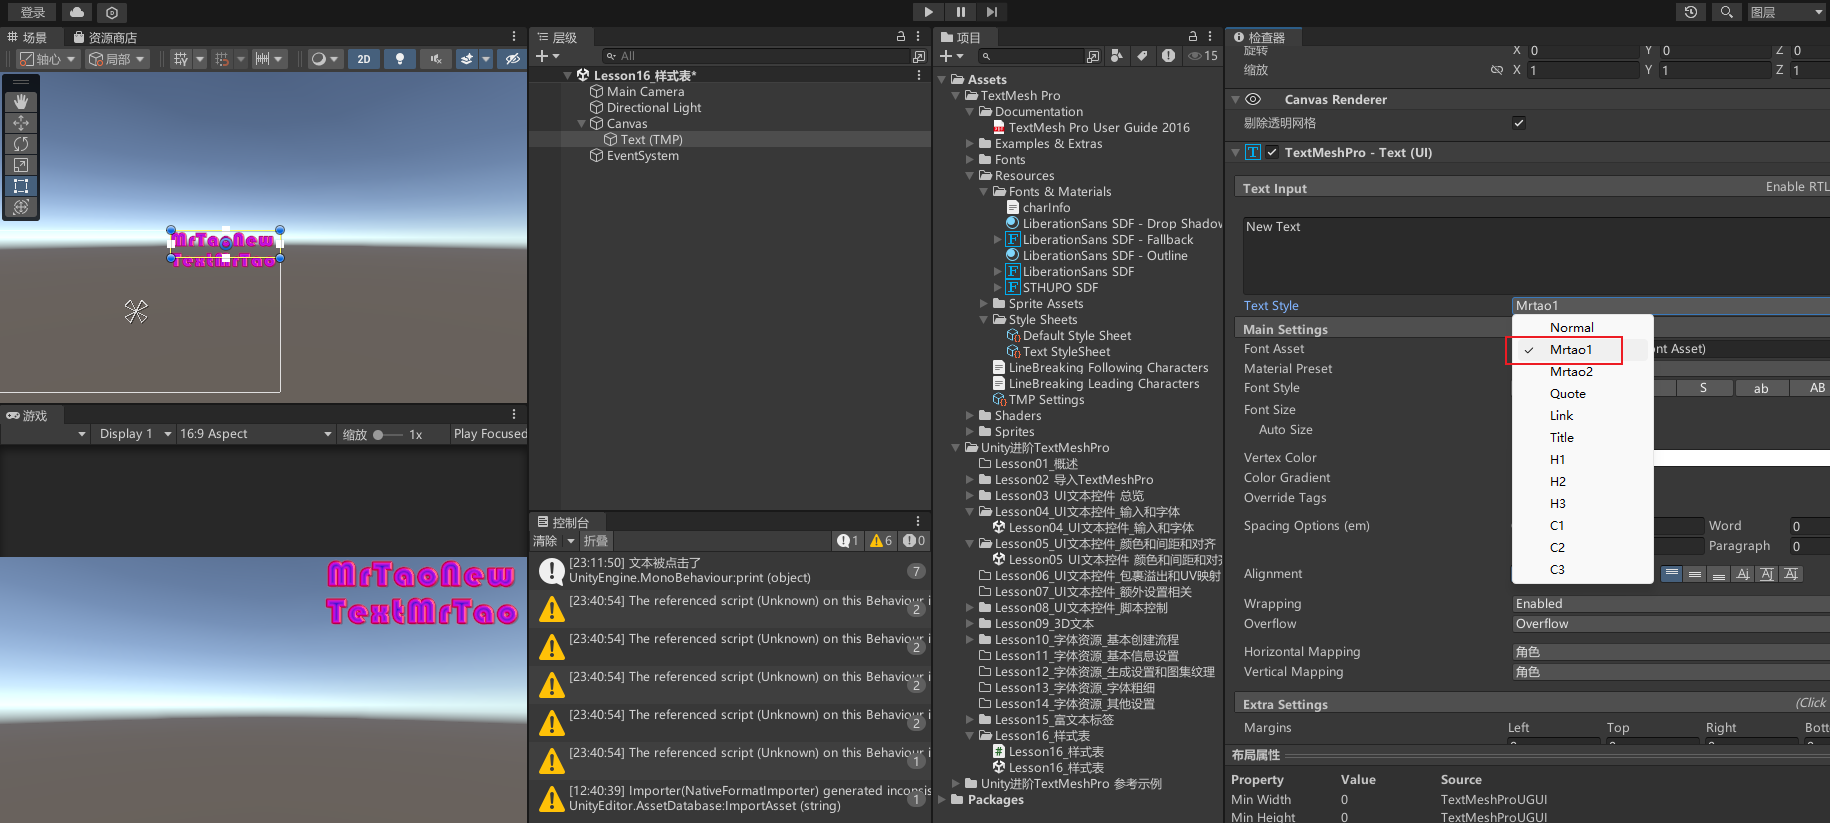 登录
图层
场景
资源商店
轴心
局部
2D
MrTaoNew
TextMrTao
游戏
Display 1
16:9 Aspect
缩放
1x
Play Focused
MrTaoNew
TextMrTao
层级
All
Lesson16_样式表*
Main Camera
Directional Light
Canvas
Text (TMP)
EventSystem
控制台
清除
折叠
1
6
0
[23:11:50] 文本被点击了
UnityEngine.MonoBehaviour:print (object)
7
[23:40:54] The referenced script (Unknown) on this Behaviour i
2
[23:40:54] The referenced script (Unknown) on this Behaviour i
2
[23:40:54] The referenced script (Unknown) on this Behaviour i
2
[23:40:54] The referenced script (Unknown) on this Behaviour i
2
[23:40:54] The referenced script (Unknown) on this Behaviour i
1
[12:40:39] Importer(NativeFormatImporter) generated inconsis
UnityEditor.AssetDatabase:ImportAsset (string)
1
项目
15
Assets
TextMesh Pro
Documentation
TextMesh Pro User Guide 2016
Examples & Extras
Fonts
Resources
Fonts & Materials
charInfo
LiberationSans SDF - Drop Shadov
LiberationSans SDF - Fallback
LiberationSans SDF - Outline
LiberationSans SDF
STHUPO SDF
Sprite Assets
Style Sheets
Default Style Sheet
Text StyleSheet
LineBreaking Following Characters
LineBreaking Leading Characters
TMP Settings
Shaders
Sprites
Unity进阶TextMeshPro
Lesson01_概述
Lesson02_导入TextMeshPro
Lesson03_UI文本控件_总览
Lesson04_UI文本控件_输入和字体
Lesson04_UI文本控件_输入和字体
Lesson05_UI文本控件_颜色和间距和对齐
Lesson05_UI文本控件_颜色和间距和对齐
Lesson06_UI文本控件_包裹溢出和UV映射
Lesson07_UI文本控件_额外设置相关
Lesson08_UI文本控件_脚本控制
Lesson09_3D文本
Lesson10_字体资源_基本创建流程
Lesson11_字体资源_基本信息设置
Lesson12_字体资源_生成设置和图集纹理
Lesson13_字体资源_字体粗细
Lesson14_字体资源_其他设置
Lesson15_富文本标签
Lesson16_样式表
Lesson16_样式表
Lesson16_样式表
Unity进阶TextMeshPro 参考示例
Packages
检查器
旋转 X 0 Y 0 Z 0
缩放 X 1 Y 1 Z 1
Canvas Renderer
剔除透明网格
TextMeshPro - Text (UI)
Text Input
Enable RTL
New Text
Text Style
Mrtao1
Normal
Mrtao1
Mrtao2
Quote
Link
Title
H1
H2
H3
C1
C2
C3
Main Settings
Font Asset
nt Asset)
Material Preset
Font Style
S ab AB
Font Size
Auto Size
Vertex Color
Color Gradient
Override Tags
Spacing Options (em)
Word 0
Paragraph 0
Alignment
Wrapping
Enabled
Overflow
Overflow
Horizontal Mapping
角色
Vertical Mapping
角色
Extra Settings
(Click
Margins
Left Top Right Bott
布局属性
Property Value Source
Min Width 0 TextMeshProUGUI
Min Height 0 TextMeshProUGUI